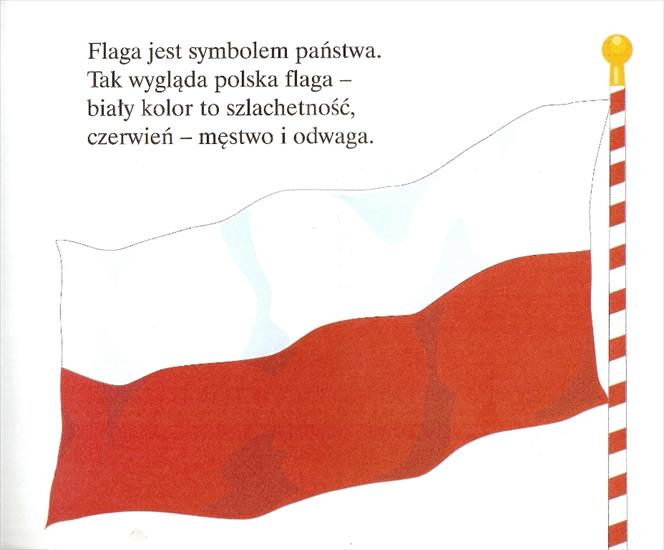 Flaga jest symbolem państwa.
Tak wygląda polska flaga –
biały kolor to szlachetność,
czerwień – męstwo i odwaga.